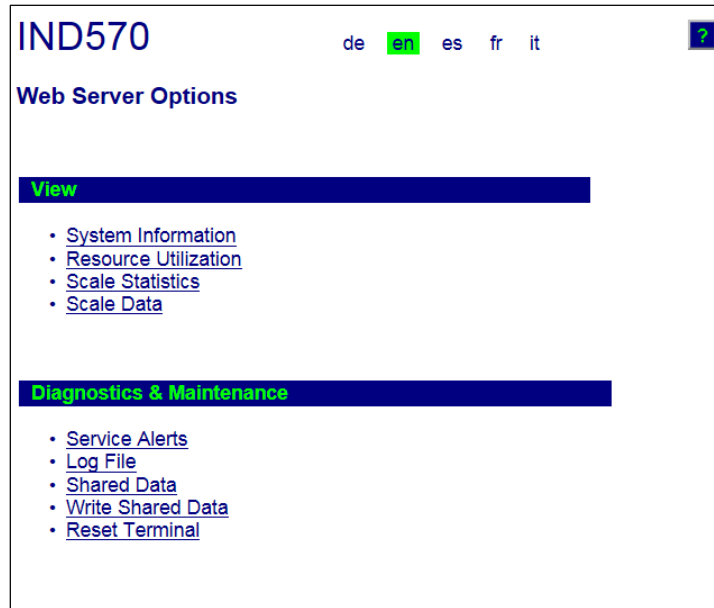 IND570 de en es fr it ?
Web Server Options
View
• System Information
• Resource Utilization
• Scale Statistics
• Scale Data
Diagnostics & Maintenance
• Service Alerts
• Log File
• Shared Data
• Write Shared Data
• Reset Terminal